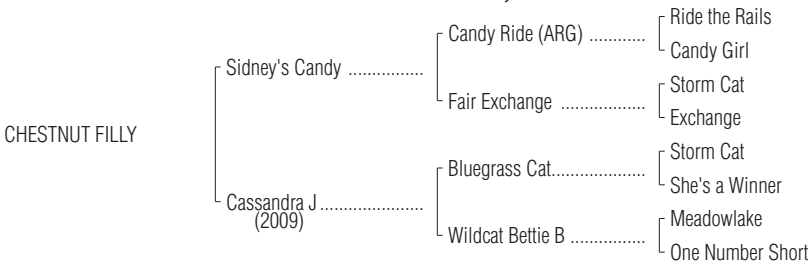 Ride the Rails
Candy Ride (ARG) ............
Candy Girl
Sidney's Candy ................
Storm Cat
Fair Exchange ..................
Exchange
CHESTNUT FILLY
Storm Cat
Bluegrass Cat....................
She's a Winner
Cassandra J......................
(2009)
Meadowlake
Wildcat Bettie B ................
One Number Short